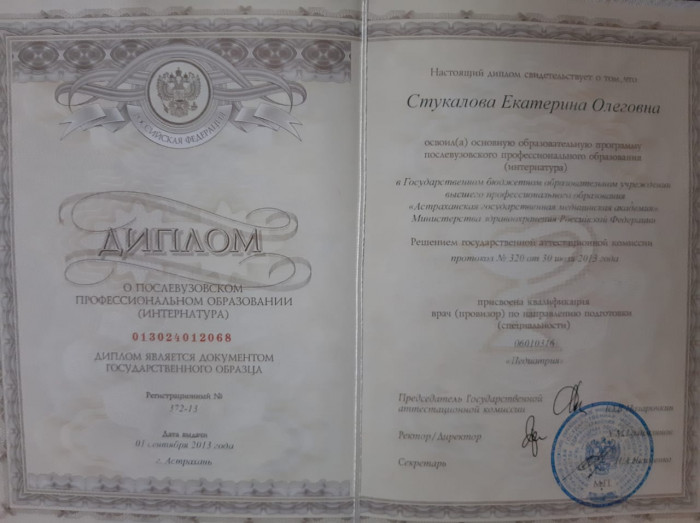 РОССИЙСКАЯ ФЕДЕРАЦИЯ
ДИПЛОМ
О ПОСЛЕВУЗОВСКОМ
ПРОФЕССИОНАЛЬНОМ ОБРАЗОВАНИИ
(ИНТЕРНАТУРА)
013024012068
ДИПЛОМ ЯВЛЯЕТСЯ ДОКУМЕНТОМ
ГОСУДАРСТВЕННОГО ОБРАЗЦА
Регистрационный №
372-13
Дата выдачи
01 сентября 2013 года
г. Астрахань
Настоящий диплом свидетельствует о том, что
Стукалова Екатерина Олеговна
освоил(а) основную образовательную программу
послевузовского профессионального образования
(интернатура)
в Государственном бюджетном образовательном учреждении
высшего профессионального образования
«Астраханская государственная медицинская академия»
Министерства здравоохранения Российской Федерации
Решением государственной аттестационной комиссии
протокол № 320 от 30 июля 2013 года
присвоена квалификация
врач (провизор) по направлению подготовки
(специальности)
«Педиатрия»
Председатель Государственной
аттестационной комиссии
Ректор/Директор
Секретарь
М.П.